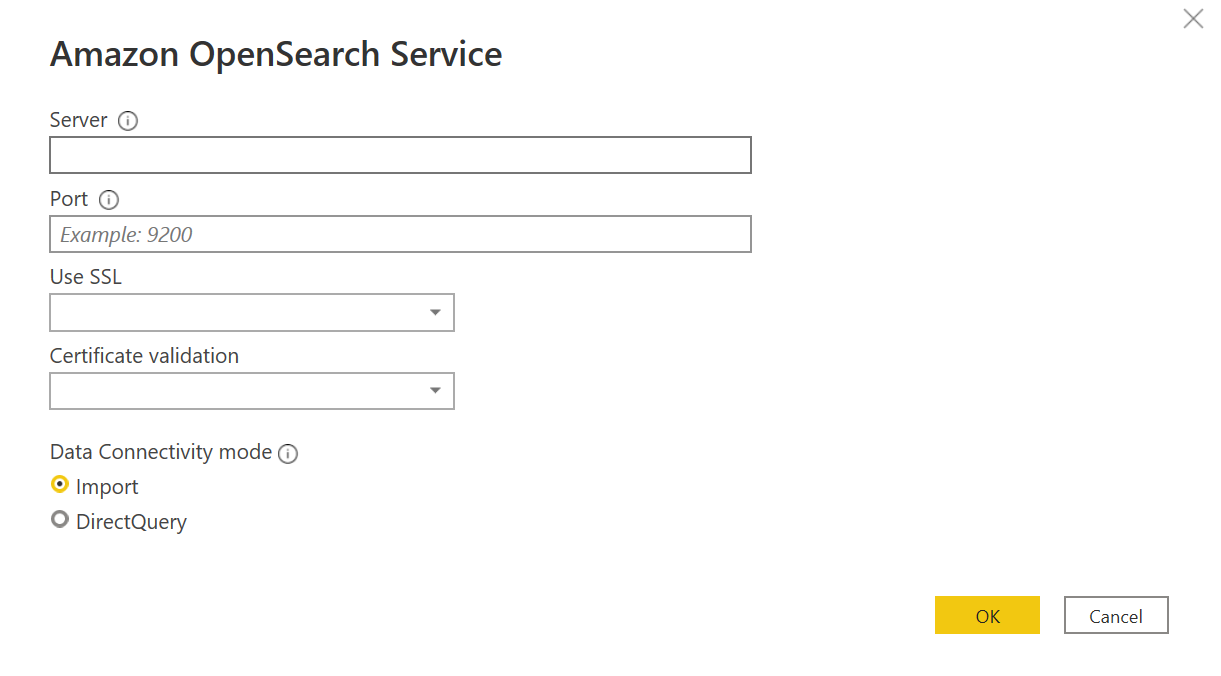 Amazon OpenSearch Service
Server
Port
Example: 9200
Use SSL
Certificate validation
Data Connectivity mode
Import
DirectQuery
OK
Cancel